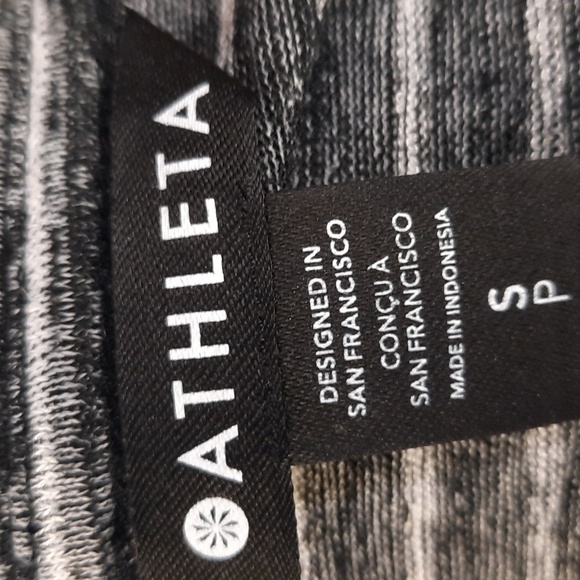 ATHLETA
DESIGNED IN
SAN FRANCISCO
CONÇU À
SAN FRANCISCO
MADE IN INDONESIA
S
P